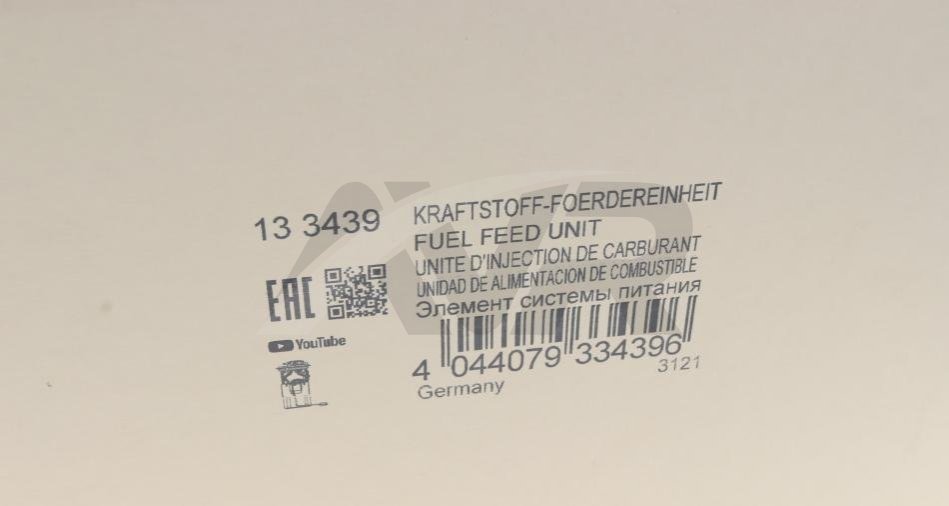 13 3439
KRAFTSTOFF-FOERDEREINHEIT
FUEL FEED UNIT
UNITE D'INJECTION DE CARBURANT
UNIDAD DE ALIMENTACION DE COMBUSTIBLE
Элемент системы питания
EAC
YouTube
4 044079 334396
3121
Germany
AVD